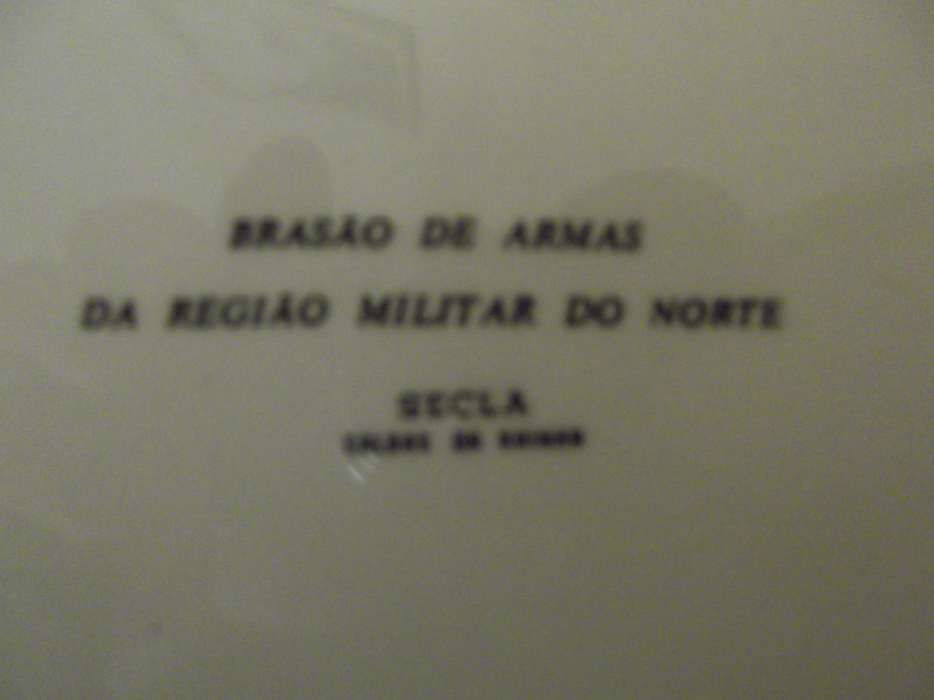 BRASÃO DE ARMAS
DA REGIÃO MILITAR DO NORTE
SECLA